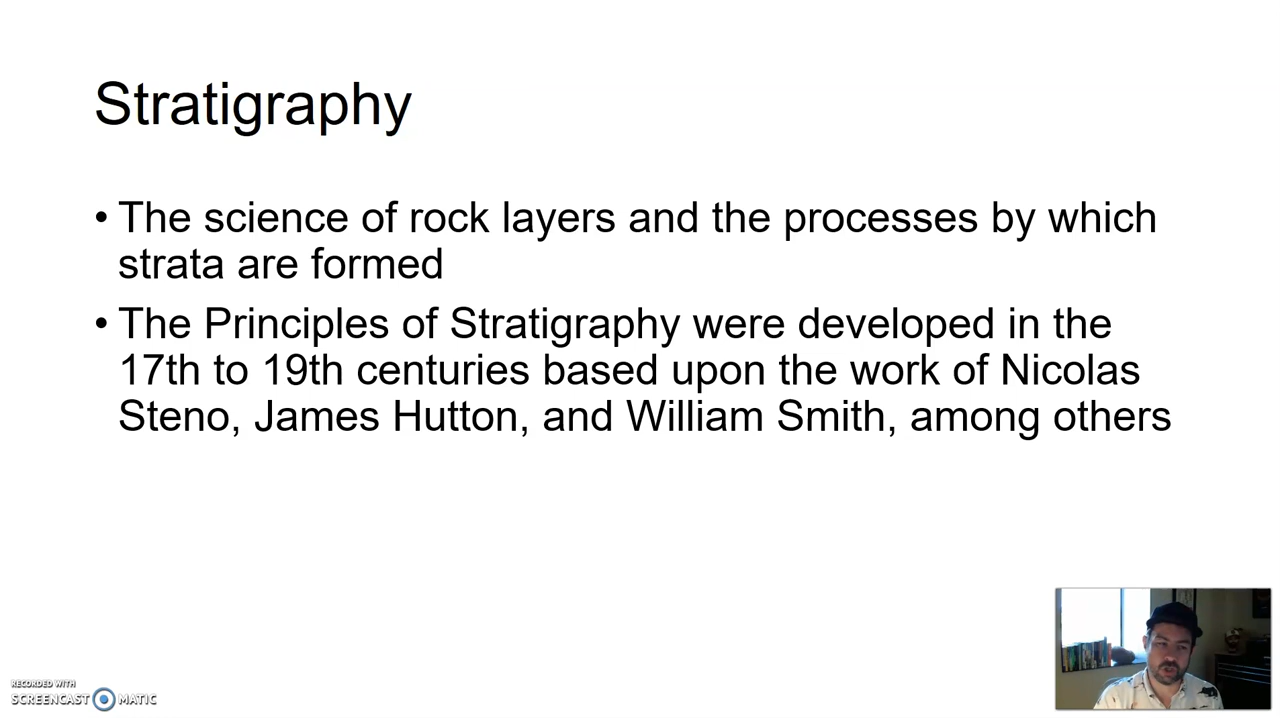 Stratigraphy
• The science of rock layers and the processes by which
strata are formed
• The Principles of Stratigraphy were developed in the
17th to 19th centuries based upon the work of Nicolas
Steno, James Hutton, and William Smith, among others
RECORDED WITH
SCREENCAST MATIC